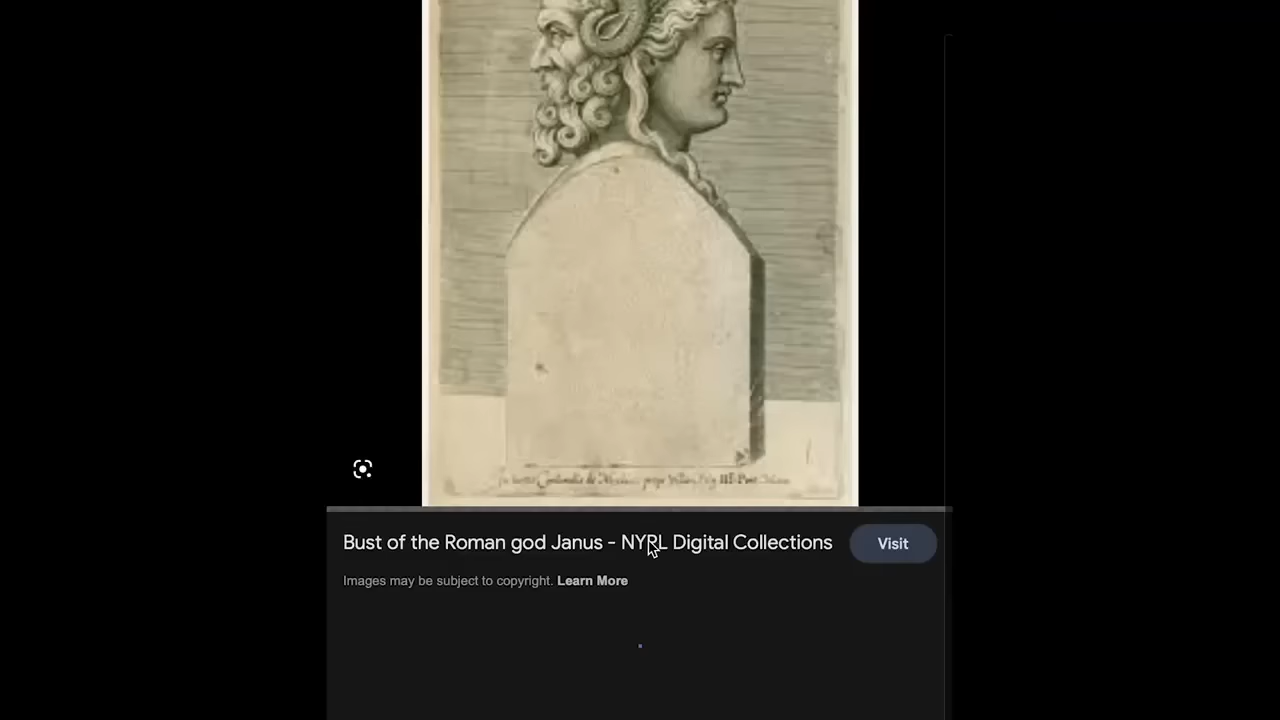 Bust of the Roman god Janus - NYPL Digital Collections
Visit
Images may be subject to copyright. Learn More